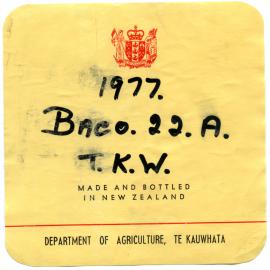 1977.
Baco. 22. A.
T. K. W.
MADE AND BOTTLED
IN NEW ZEALAND
DEPARTMENT OF AGRICULTURE, TE KAUWHATA